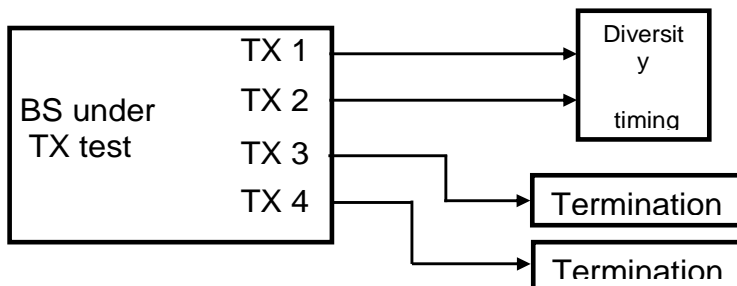 BS under
TX test
TX 1
TX 2
TX 3
TX 4
Diversit
y
timing
Termination
Termination